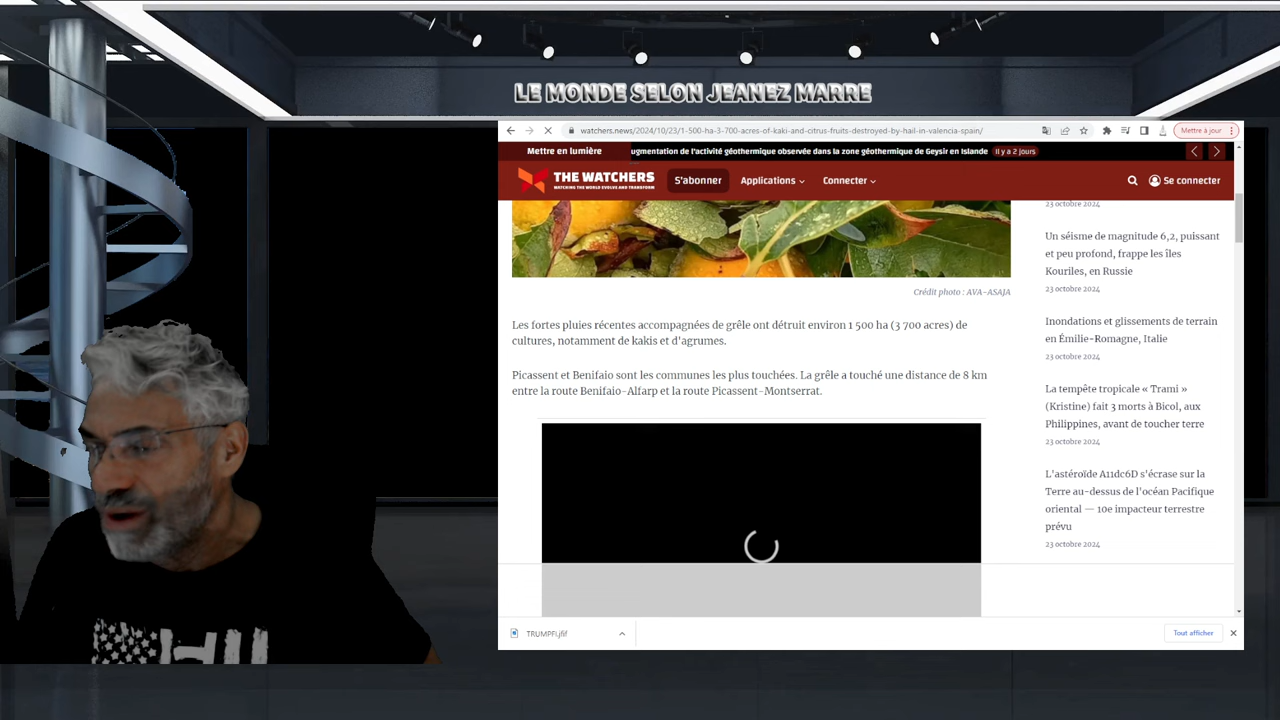 LE MONDE SELON JEANEZ MARRE
watchers.news/2024/10/23/1-500-ha-3-700-acres-of-kaki-and-citrus-fruits-destroyed-by-hail-in-valencia-spain/
Mettre à jour
Mettre en lumière
ugmentation de l'activité géothermique observée dans la zone géothermique de Geysir en Islande
Il y a 2 jours
THE WATCHERS
WATCHING THE WORLD EVOLVE AND TRANSFORM
S'abonner
Applications
Connecter
Se connecter
Crédit photo : AVA-ASAJA
Les fortes pluies récentes accompagnées de grêle ont détruit environ 1 500 ha (3 700 acres) de
cultures, notamment de kakis et d'agrumes.
Picassent et Benifaio sont les communes les plus touchées. La grêle a touché une distance de 8 km
entre la route Benifaio-Alfarp et la route Picassent-Montserrat.
23 octobre 2024
Un séisme de magnitude 6,2, puissant
et peu profond, frappe les îles
Kouriles, en Russie
23 octobre 2024
Inondations et glissements de terrain
en Émilie-Romagne, Italie
23 octobre 2024
La tempête tropicale « Trami »
(Kristine) fait 3 morts à Bicol, aux
Philippines, avant de toucher terre
23 octobre 2024
L'astéroïde A11dc6D s'écrase sur la
Terre au-dessus de l'océan Pacifique
oriental — 10e impacteur terrestre
prévu
23 octobre 2024
TRUMPFi.jfif
Tout afficher